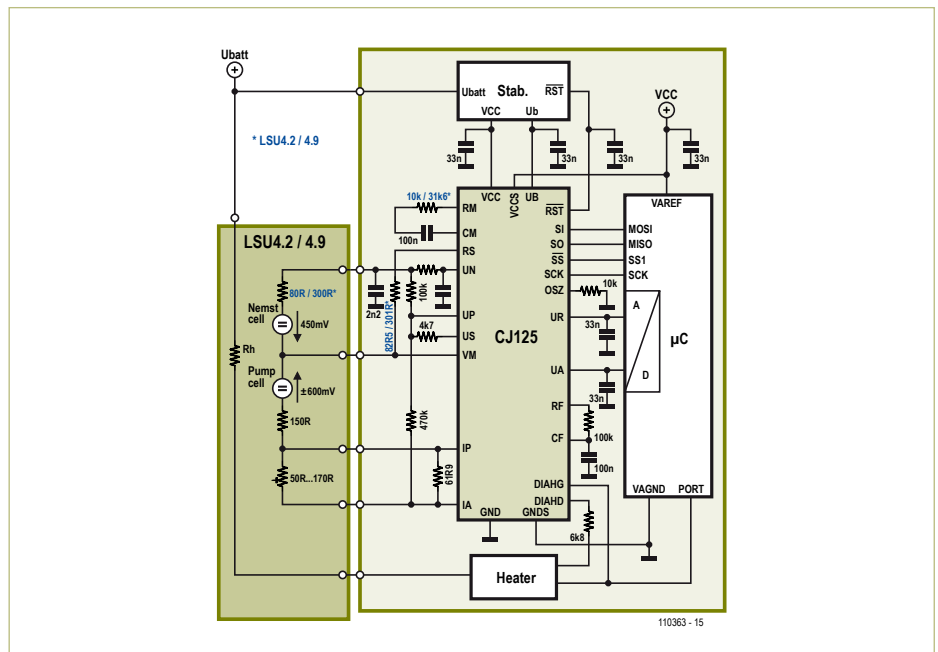 Ubatt
* LSU4.2 / 4.9
Ubatt
Stab.
RST
VCC
Ub
VCC
33n
33n
33n
33n
10k / 31k6*
100n
VCC
VCCS
UB
RM
CM
RS
UN
UP
US
VM
IP
IA
GND
CJ125
RST
SI
SO
SS
SCK
OSZ
UR
UA
RF
CF
DIAHG
DIAHD
GNDS
VAREF
MOSI
MISO
SS1
SCK
A
D
µC
VAGND
PORT
10k
33n
33n
100k
100n
6k8
LSU4.2 / 4.9
80R / 300R*
Nemst
cell
450mV
Rh
Pump
cell
±600mV
150R
50R...170R
2n2
82R5 / 301R*
100k
4k7
470k
61R9
Heater
110363 - 15